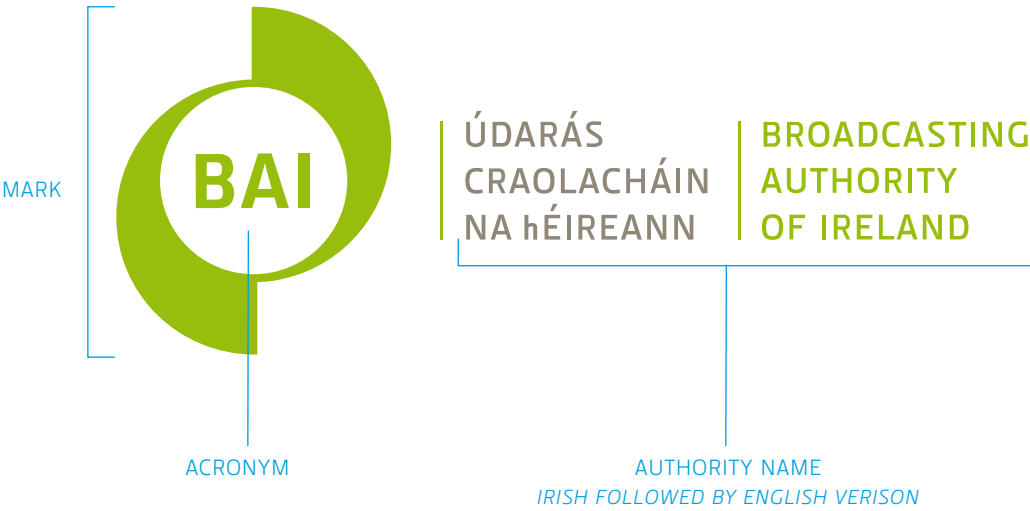 MARK
BAI
ÚDARÁS
CRAOLACHÁIN
NA hÉIREANN
BROADCASTING
AUTHORITY
OF IRELAND
ACRONYM
AUTHORITY NAME
IRISH FOLLOWED BY ENGLISH VERISON